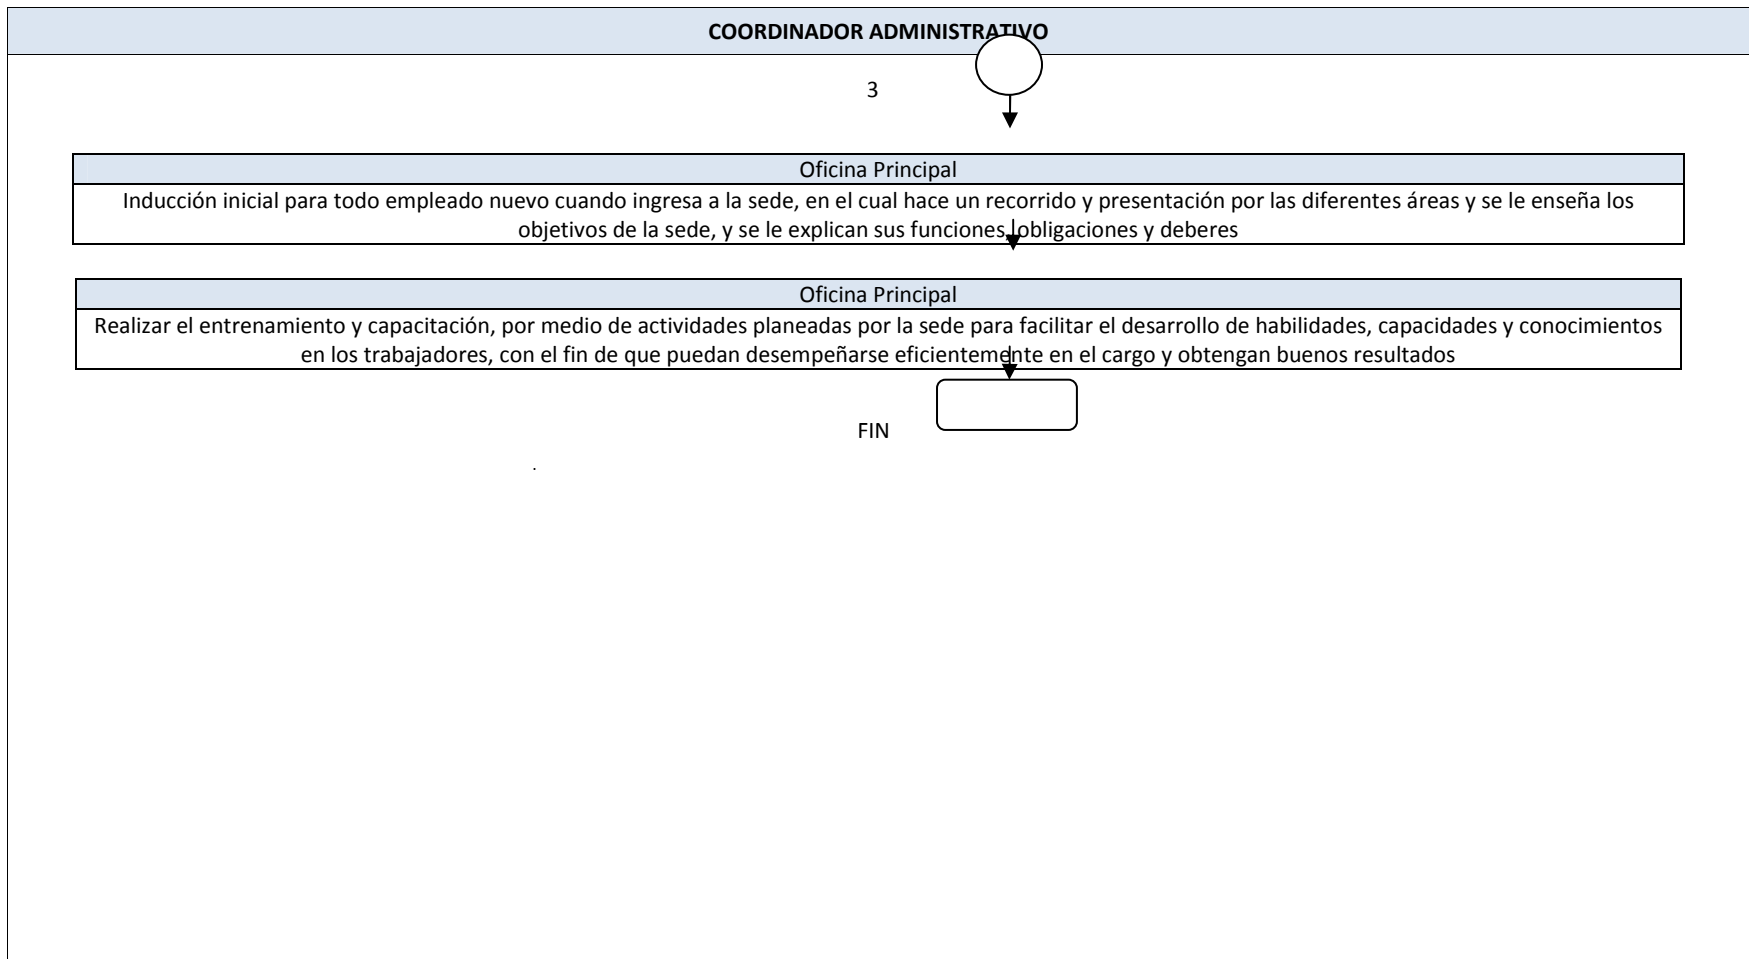 COORDINADOR ADMINISTRATIVO
3
Oficina Principal
Inducción inicial para todo empleado nuevo cuando ingresa a la sede, en el cual hace un recorrido y presentación por las diferentes áreas y se le enseña los
objetivos de la sede, y se le explican sus funciones, obligaciones y deberes
Oficina Principal
Realizar el entrenamiento y capacitación, por medio de actividades planeadas por la sede para facilitar el desarrollo de habilidades, capacidades y conocimientos
en los trabajadores, con el fin de que puedan desempeñarse eficientemente en el cargo y obtengan buenos resultados
FIN
.